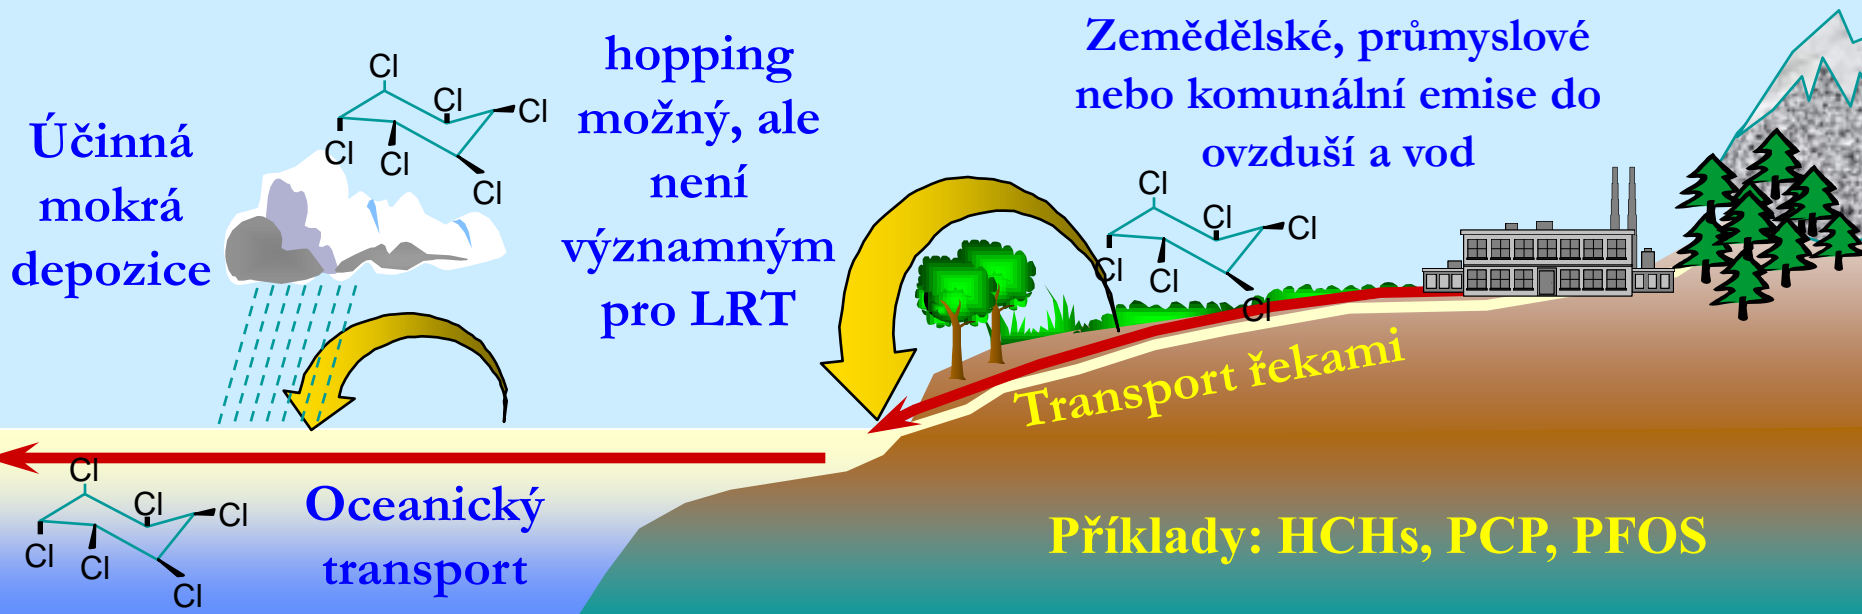 Účinná
mokrá
depozice
Cl
Cl
Cl
Cl
Cl
Cl
hopping
možný, ale
není
významným
pro LRT
Zemědělské, průmyslové
nebo komunální emise do
ovzduší a vod
Cl
Cl
Cl
Cl
Cl
Cl
Transport řekami
Cl
Cl
Cl
Cl
Cl
Cl
Oceanický
transport
Příklady: HCHs, PCP, PFOS